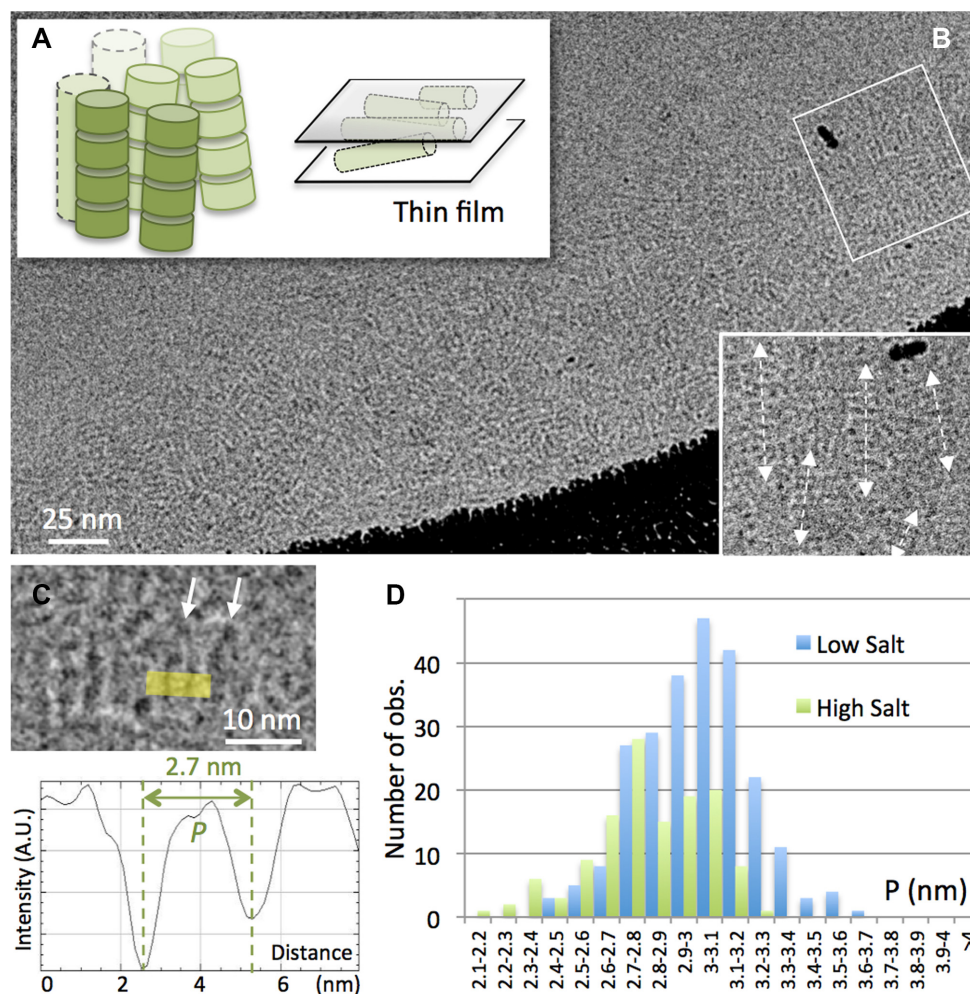 A
B
Thin film
25 nm
C
10 nm
2.7 nm
P
Intensity (A.U.)
Distance
0 2 4 6 (nm)
D
Number of obs.
40
30
20
10
0
Low Salt
High Salt
P (nm)
2.1-2.2
2.2-2.3
2.3-2.4
2.4-2.5
2.5-2.6
2.6-2.7
2.7-2.8
2.8-2.9
2.9-3
3-3.1
3.1-3.2
3.2-3.3
3.3-3.4
3.4-3.5
3.5-3.6
3.6-3.7
3.7-3.8
3.8-3.9
3.9-4